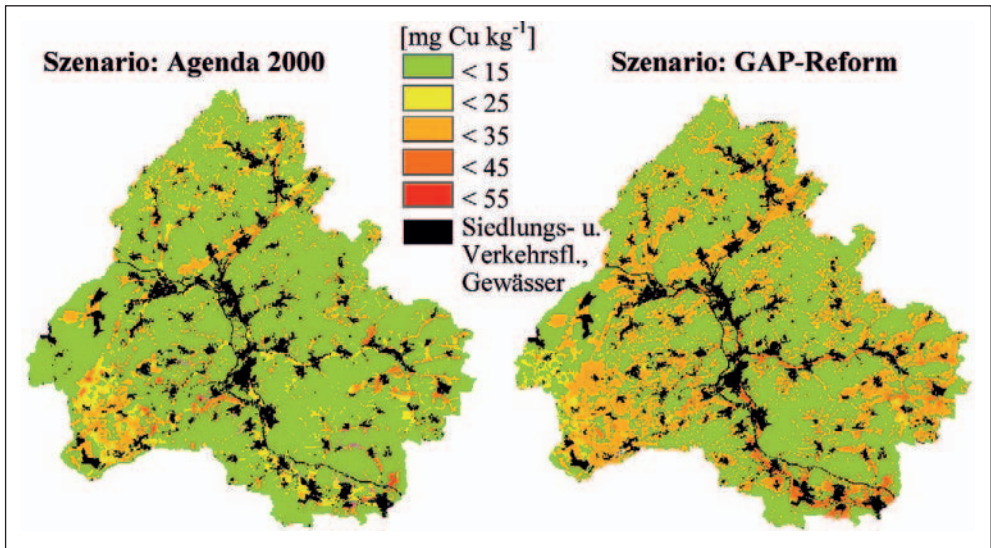 Szenario: Agenda 2000
[mg Cu kg⁻¹]
< 15
< 25
< 35
< 45
< 55
Siedlungs- u.
Verkehrsfl.,
Gewässer
Szenario: GAP-Reform